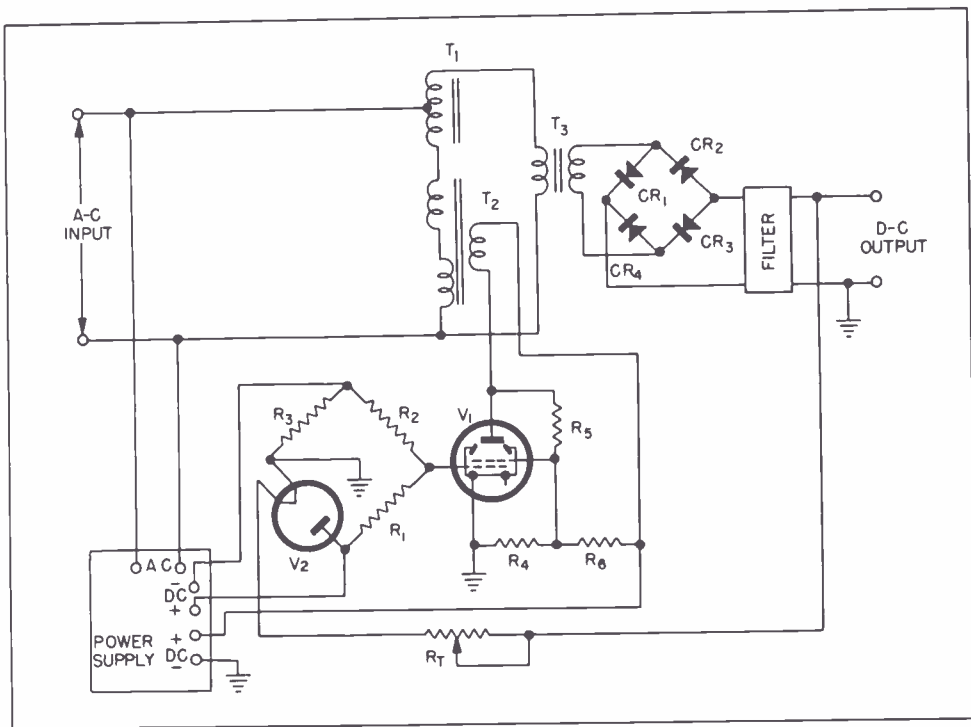 T1
T3
CR2
A-C
INPUT
T2
CR1
D-C
OUTPUT
CR3
FILTER
CR4
R3
R2
V1
R5
R1
V2
R4
R6
A C
−
DC
+
+
POWER
SUPPLY
DC
−
RT